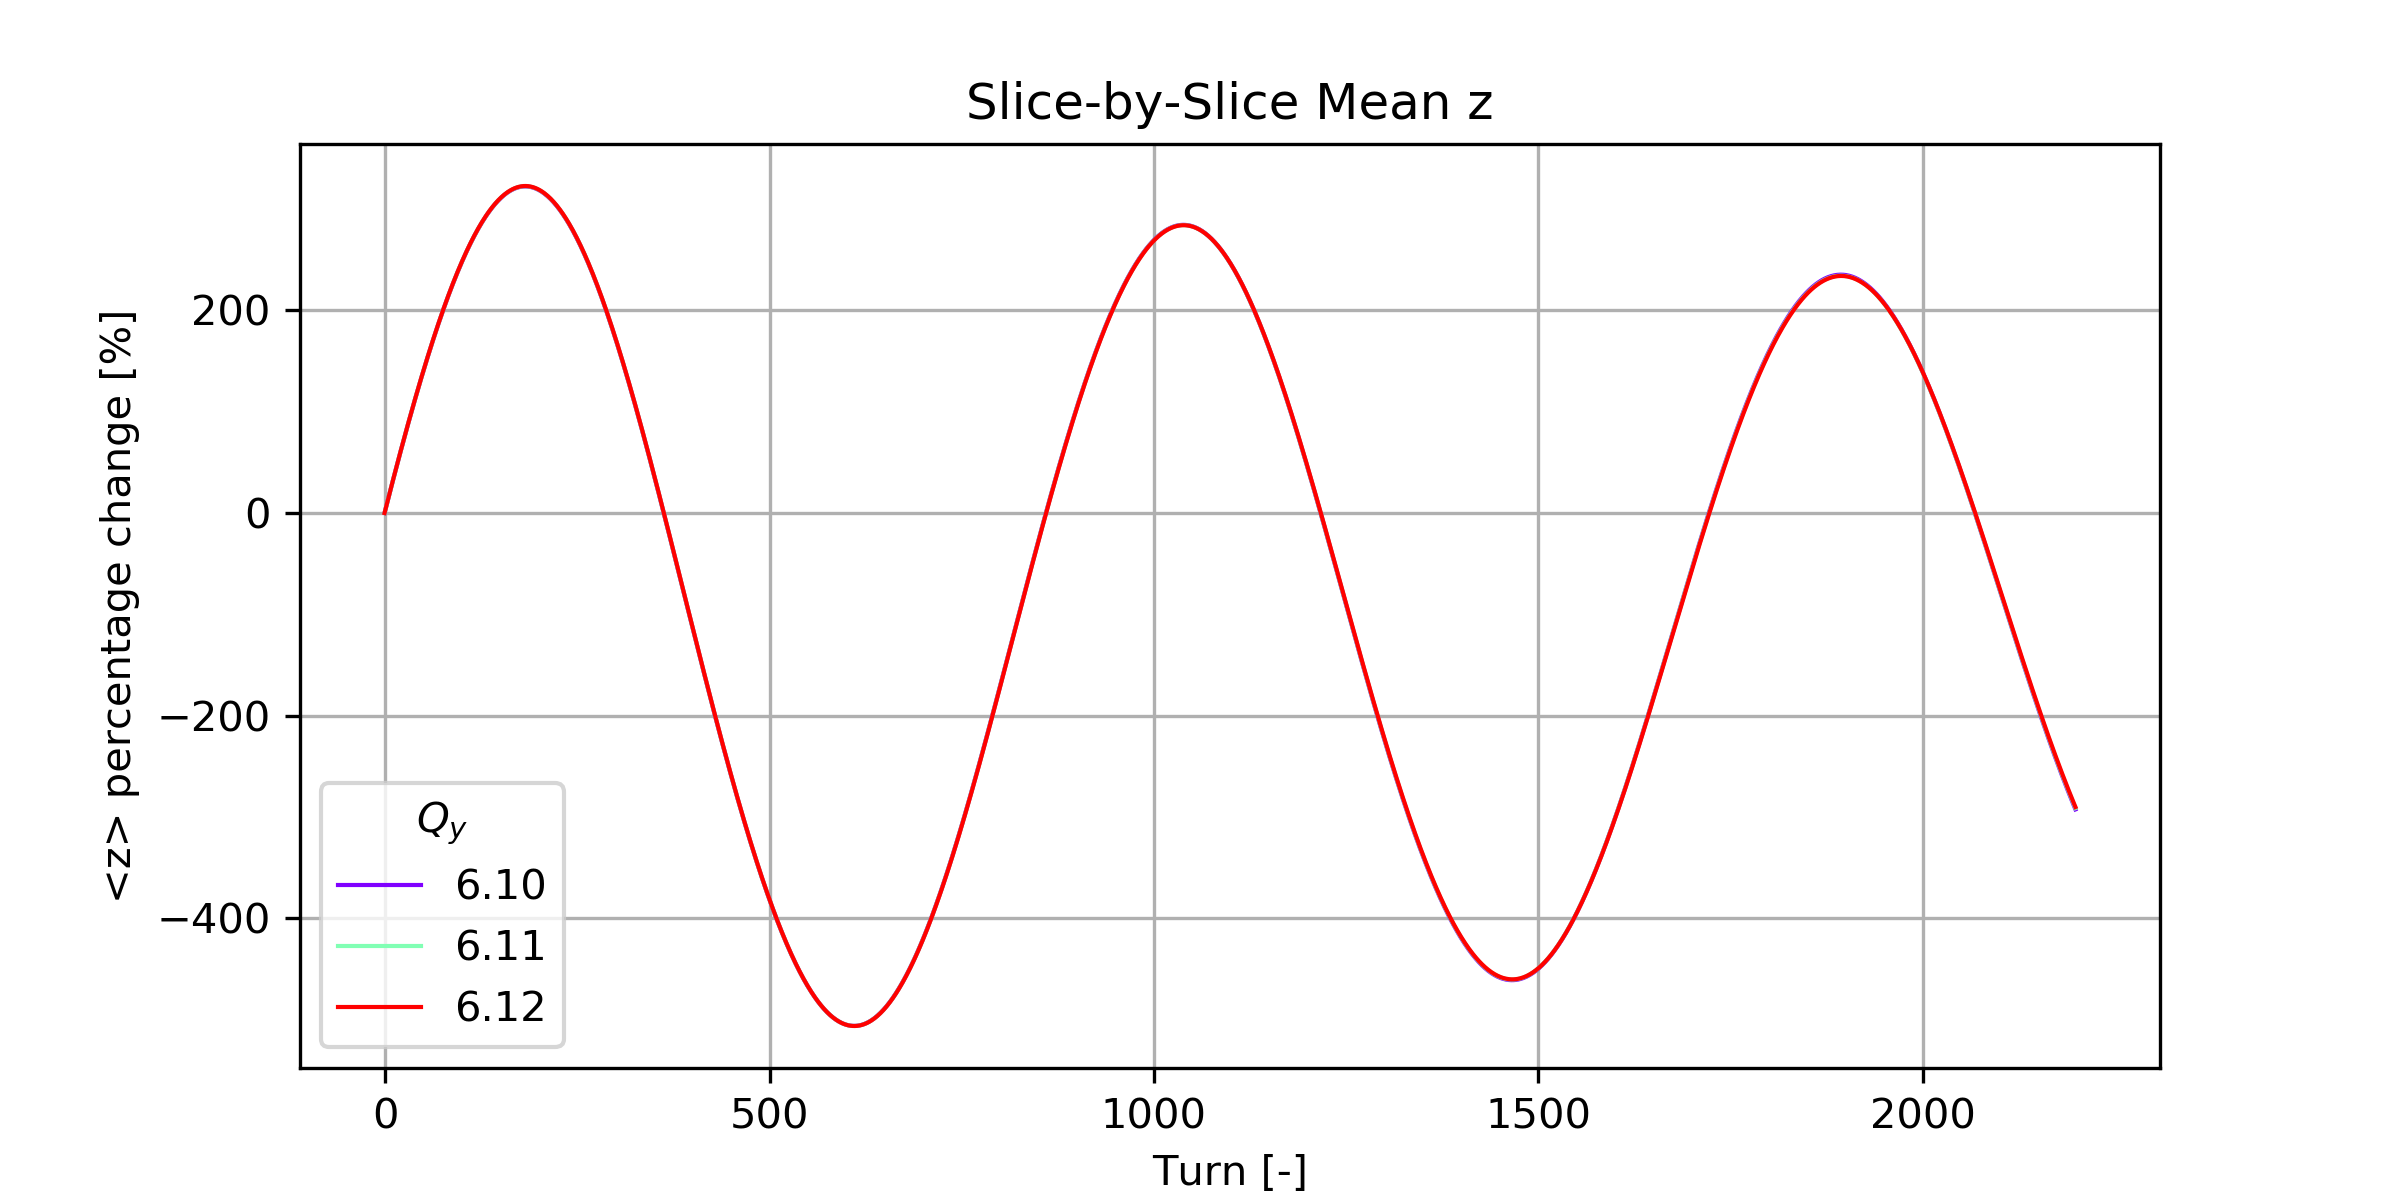 Slice-by-Slice Mean z
<z> percentage change [%]
200
0
−200
−400
Q_y
6.10
6.11
6.12
0 500 1000 1500 2000
Turn [-]